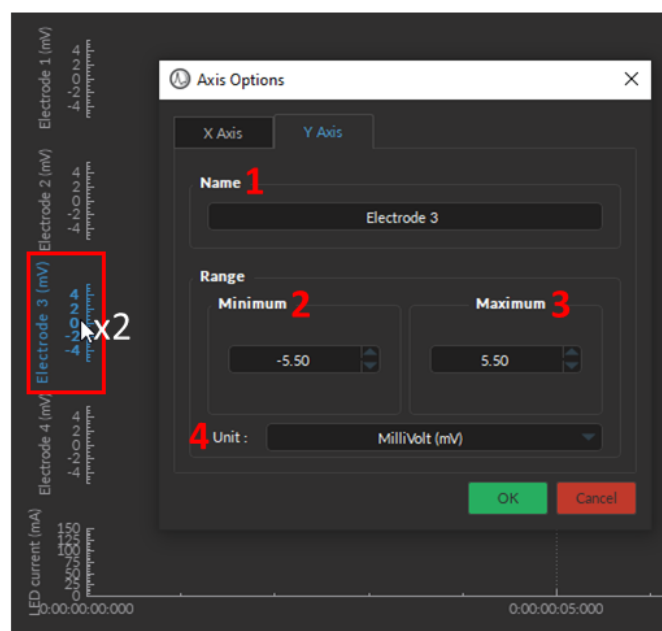 Electrode 1 (mV)
4
2
0
-2
-4
Electrode 2 (mV)
4
2
0
-2
-4
Electrode 3 (mV)
4
2
0
-2
-4
x2
Electrode 4 (mV)
4
2
0
-2
-4
LED current (mA)
150
125
100
75
50
25
0
0:00:00:00:000
0:00:00:05:000
Axis Options
X Axis
Y Axis
Name 1
Electrode 3
Range
Minimum 2
Maximum 3
-5.50
5.50
4 Unit :
MilliVolt (mV)
OK
Cancel